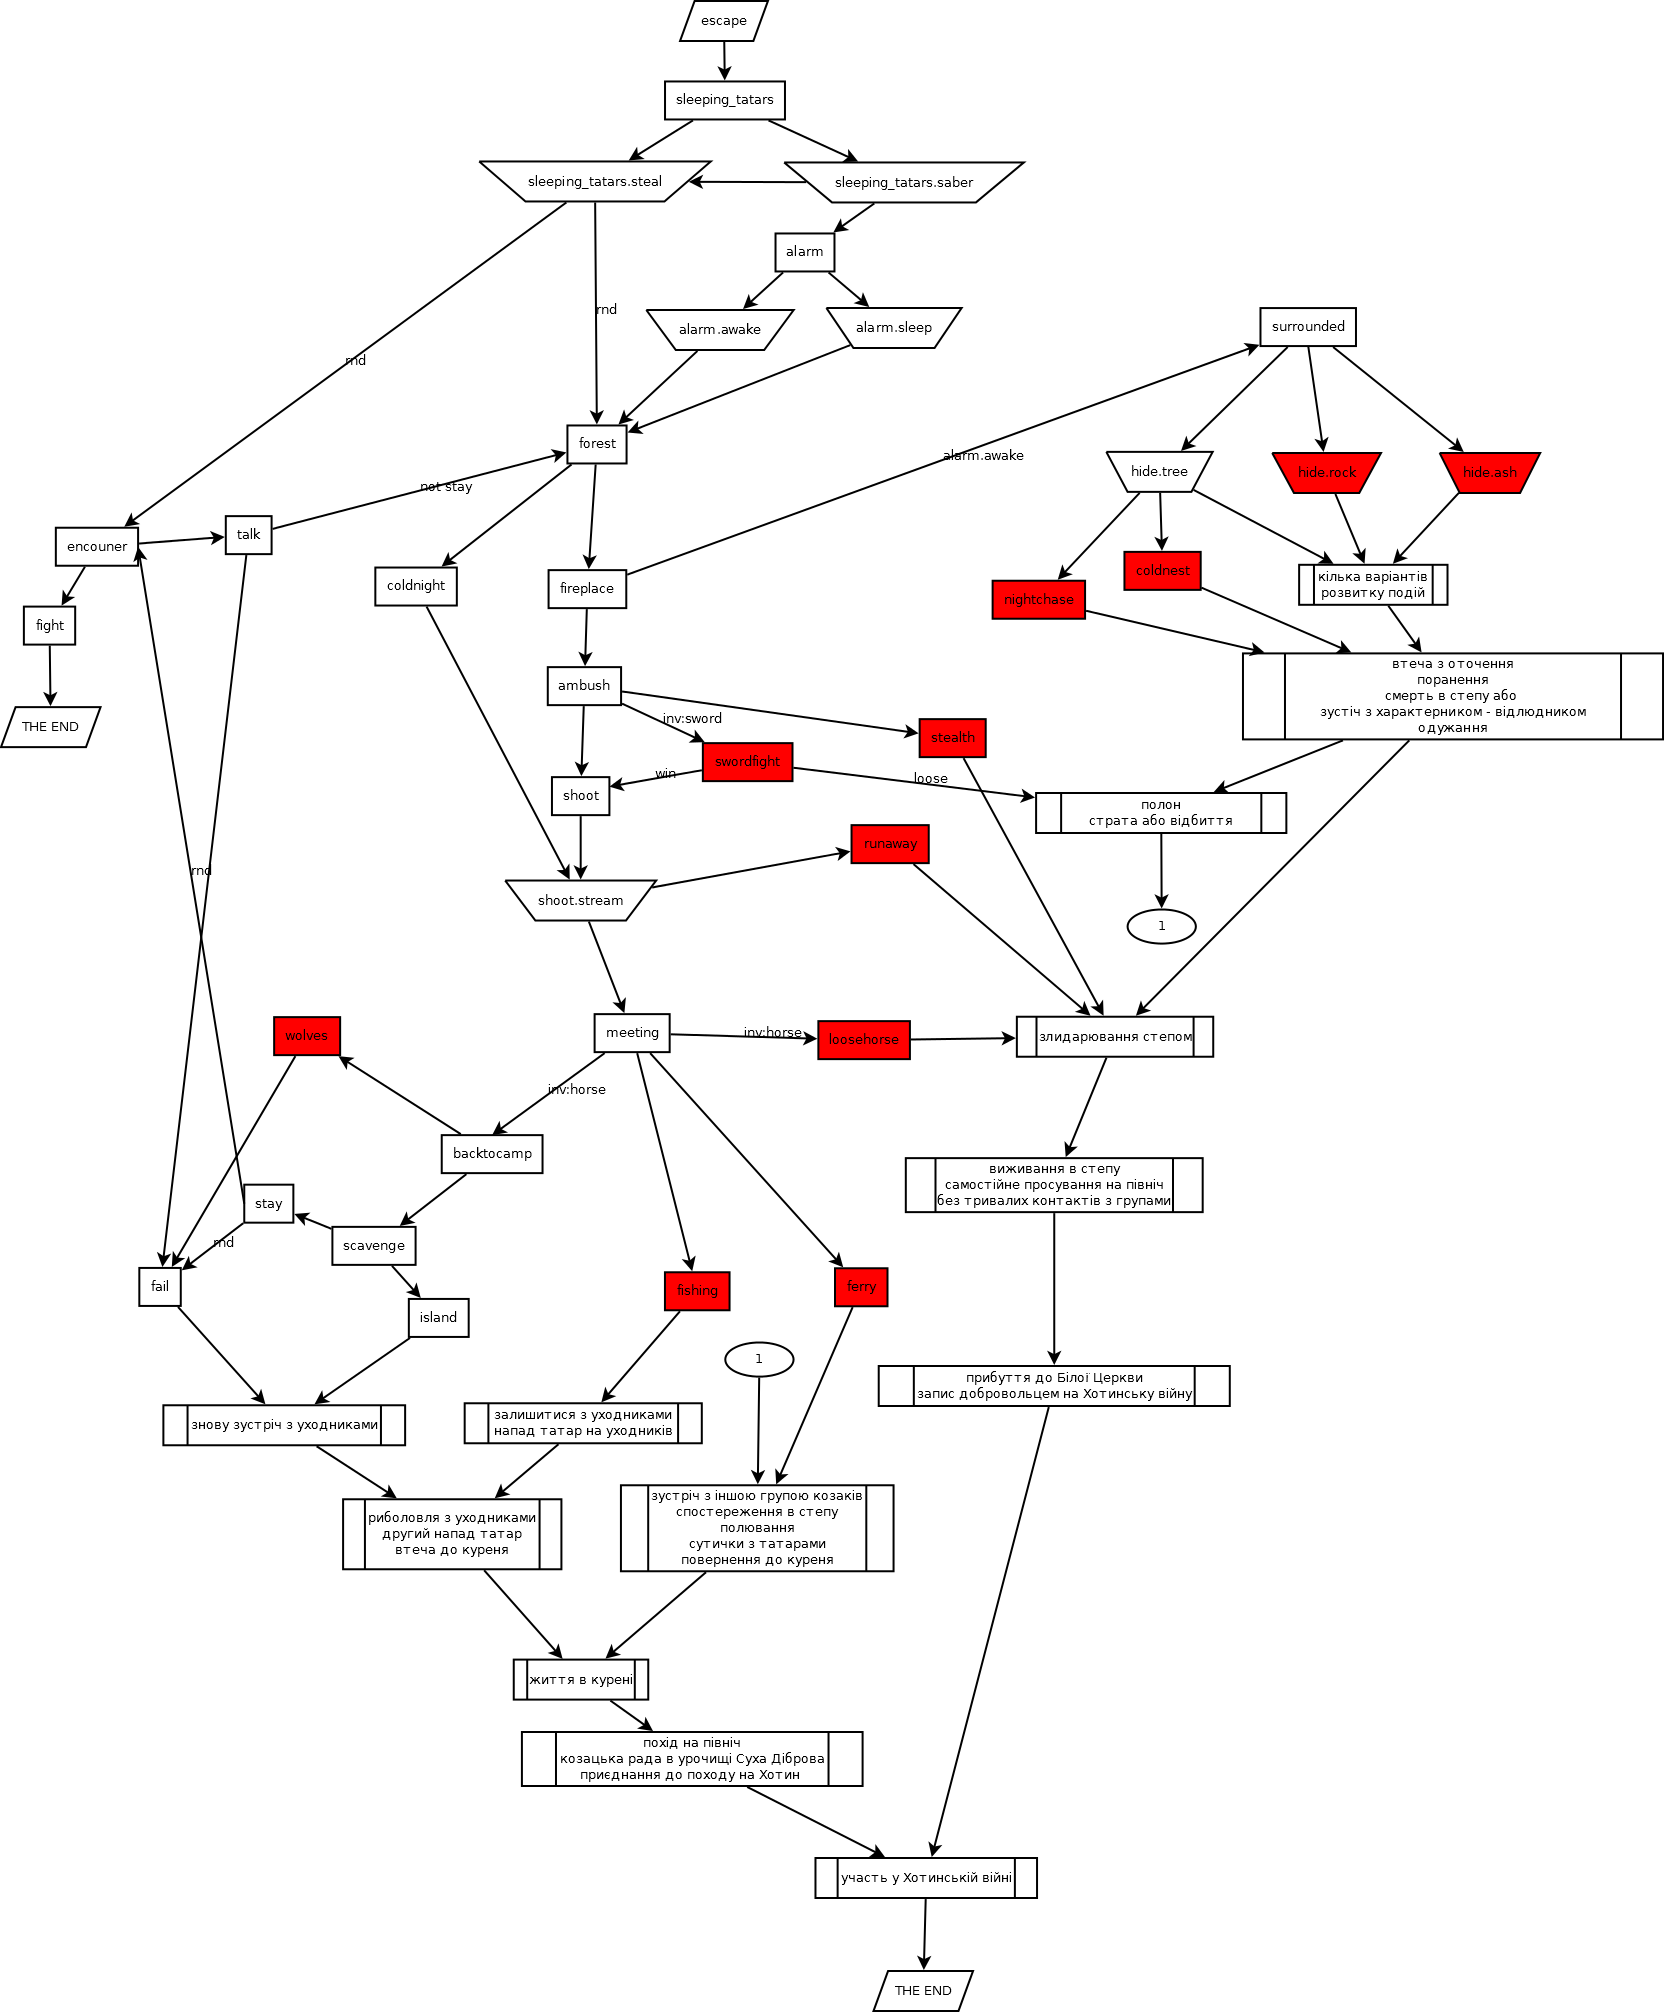 escape
sleeping_tatars
sleeping_tatars.steal
sleeping_tatars.saber
alarm
rnd
alarm.awake
alarm.sleep
surrounded
rnd
forest
alarm.awake
hide.tree
hide.rock
hide.ash
not stay
encouner
talk
coldnight
fireplace
coldnest
nightchase
кілька варіантів
розвитку подій
fight
втеча з оточення
поранення
смерть в степу або
зустіч з характерником - відлюдником
одужання
ambush
inv:sword
stealth
THE END
swordfight
win
loose
shoot
полон
страта або відбиття
runaway
rnd
shoot.stream
1
wolves
meeting
inv:horse
loosehorse
злидарювання степом
inv:horse
backtocamp
виживання в степу
самостійне просування на північ
без тривалих контактів з групами
stay
rnd
scavenge
fail
island
fishing
ferry
1
прибуття до Білої Церкви
запис добровольцем на Хотинську війну
знову зустріч з уходниками
залишитися з уходниками
напад татар на уходників
зустріч з іншою групою козаків
спостереження в степу
полювання
сутички з татарами
повернення до куреня
риболовля з уходниками
другий напад татар
втеча до куреня
життя в курені
похід на північ
козацька рада в урочищі Суха Діброва
приєднання до походу на Хотин
участь у Хотинській війні
THE END